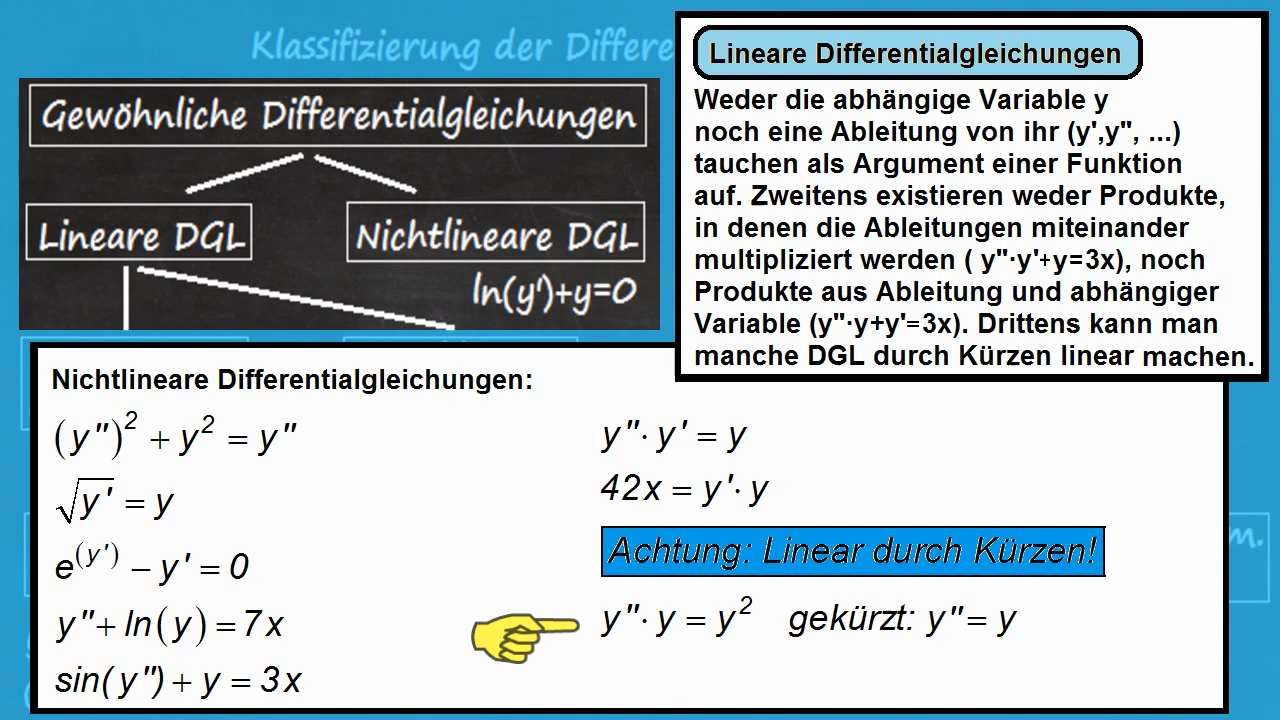 Klassifizierung der Differe
Gewöhnliche Differentialgleichungen
Lineare DGL
Nichtlineare DGL
ln(y')+y=0
Lineare Differentialgleichungen
Weder die abhängige Variable y
noch eine Ableitung von ihr (y',y", ...)
tauchen als Argument einer Funktion
auf. Zweitens existieren weder Produkte,
in denen die Ableitungen miteinander
multipliziert werden ( y"·y'+y=3x), noch
Produkte aus Ableitung und abhängiger
Variable (y"·y+y'=3x). Drittens kann man
manche DGL durch Kürzen linear machen.
Nichtlineare Differentialgleichungen:
(y")² + y² = y"
√y' = y
e^(y') − y' = 0
y"+ ln(y) = 7x
sin(y") + y = 3x
y"· y' = y
42x = y'· y
Achtung: Linear durch Kürzen!
y"· y = y² gekürzt: y" = y
m.